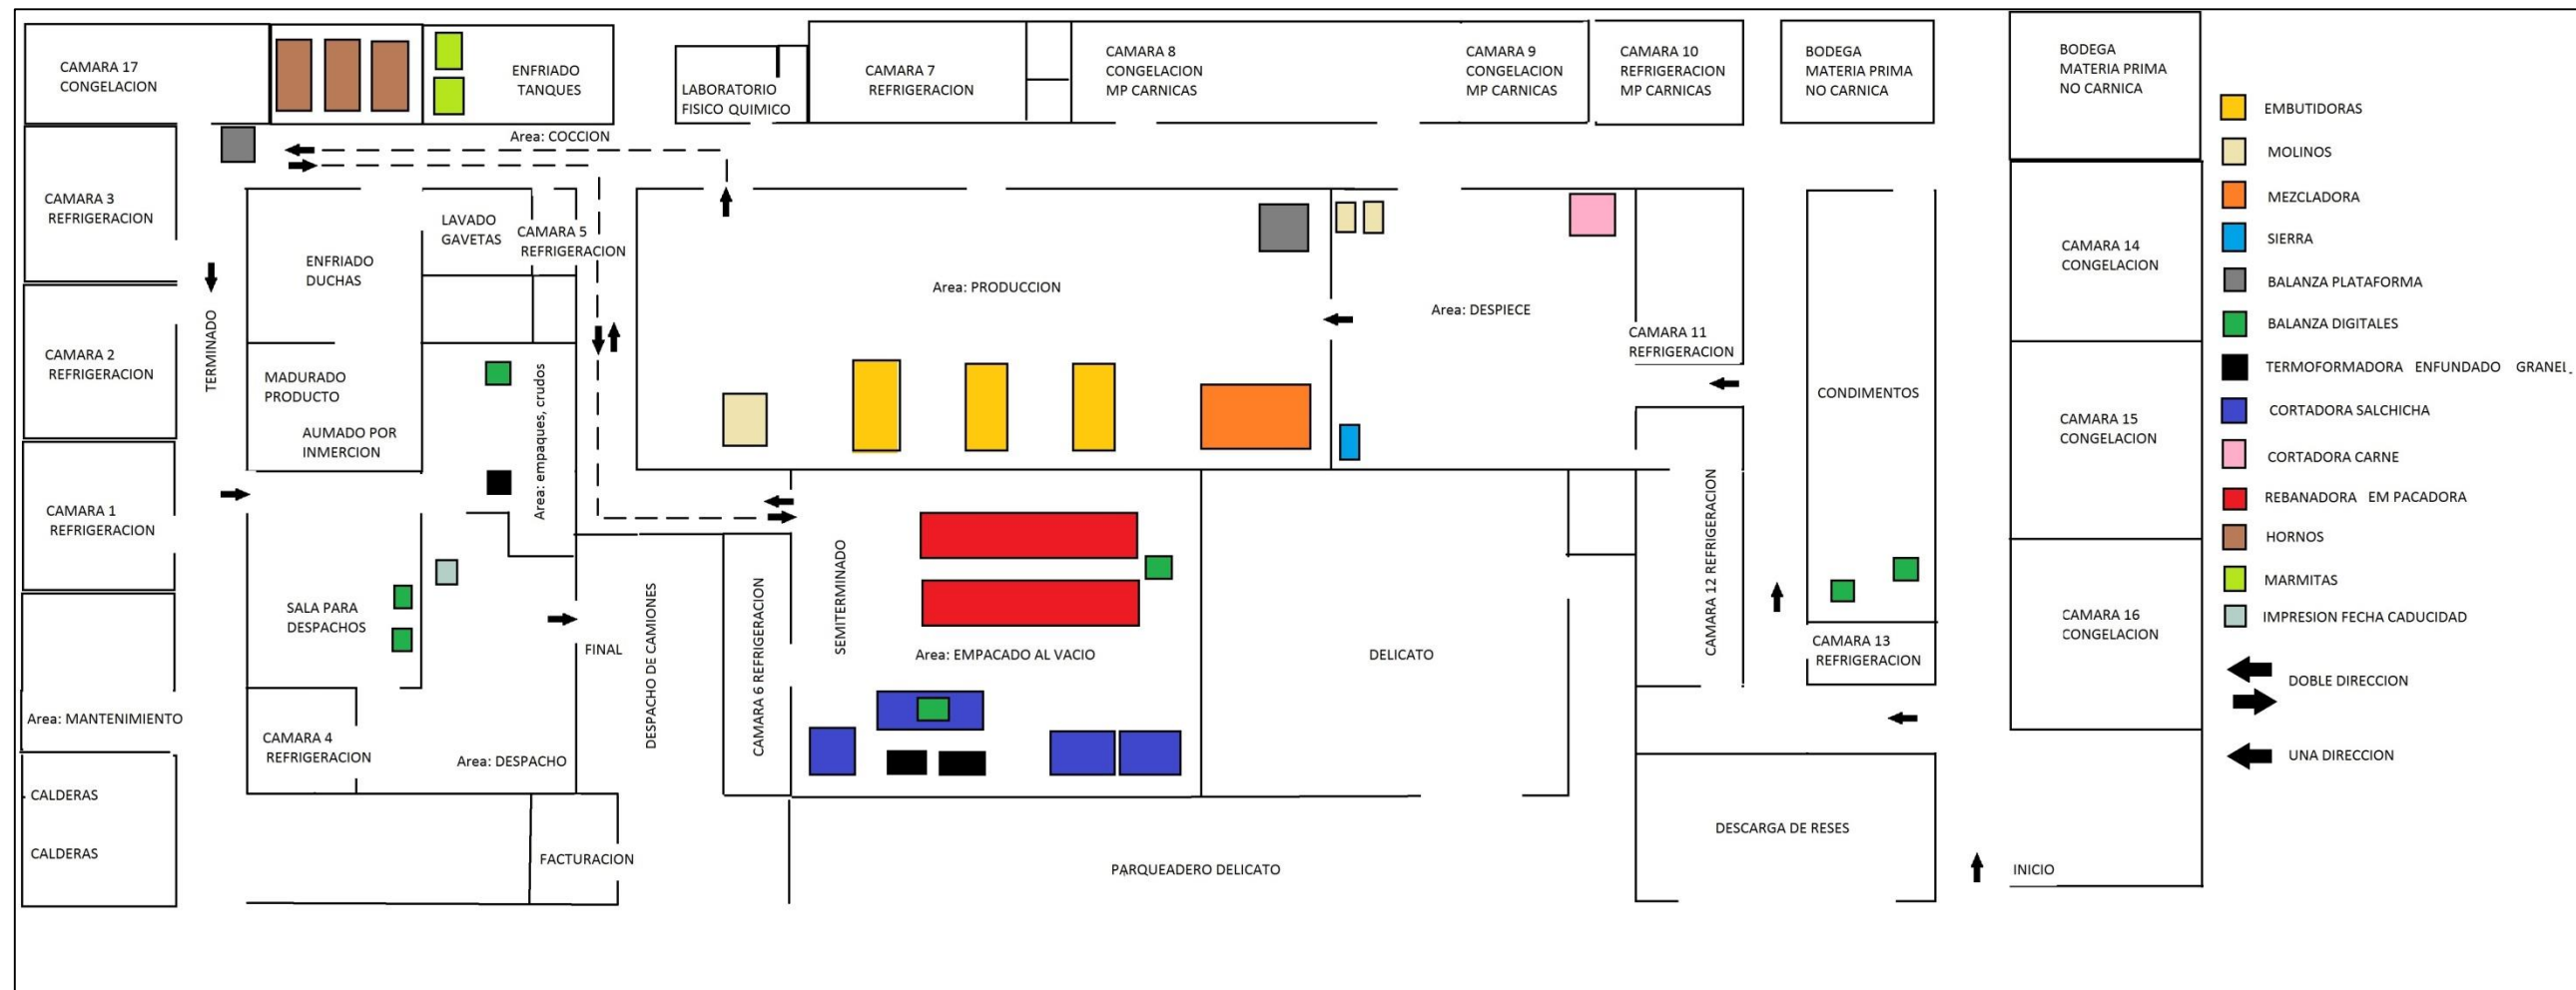 CAMARA 17
CONGELACION
ENFRIADO
TANQUES
LABORATORIO
FISICO QUIMICO
CAMARA 7
REFRIGERACION
CAMARA 8
CONGELACION
MP CARNICAS
CAMARA 9
CONGELACION
MP CARNICAS
CAMARA 10
REFRIGERACION
MP CARNICAS
BODEGA
MATERIA PRIMA
NO CARNICA
BODEGA
MATERIA PRIMA
NO CARNICA
Area: COCCION
CAMARA 3
REFRIGERACION
LAVADO
GAVETAS
CAMARA 5
REFRIGERACION
ENFRIADO
DUCHAS
Area: PRODUCCION
Area: DESPIECE
CAMARA 11
REFRIGERACION
CAMARA 14
CONGELACION
TERMINADO
CAMARA 2
REFRIGERACION
MADURADO
PRODUCTO
AUMADO POR
INMERCION
Area: empaques, crudos
CONDIMENTOS
CAMARA 15
CONGELACION
CAMARA 1
REFRIGERACION
SALA PARA
DESPACHOS
FINAL
DESPACHO DE CAMIONES
CAMARA 6 REFRIGERACION
SEMITERMINADO
Area: EMPACADO AL VACIO
DELICATO
CAMARA 12 REFRIGERACION
CAMARA 13
REFRIGERACION
CAMARA 16
CONGELACION
Area: MANTENIMIENTO
CAMARA 4
REFRIGERACION
Area: DESPACHO
CALDERAS
CALDERAS
FACTURACION
PARQUEADERO DELICATO
DESCARGA DE RESES
INICIO
EMBUTIDORAS
MOLINOS
MEZCLADORA
SIERRA
BALANZA PLATAFORMA
BALANZA DIGITALES
TERMOFORMADORA ENFUNDADO GRANEL.
CORTADORA SALCHICHA
CORTADORA CARNE
REBANADORA EM PACADORA
HORNOS
MARMITAS
IMPRESION FECHA CADUCIDAD
DOBLE DIRECCION
UNA DIRECCION